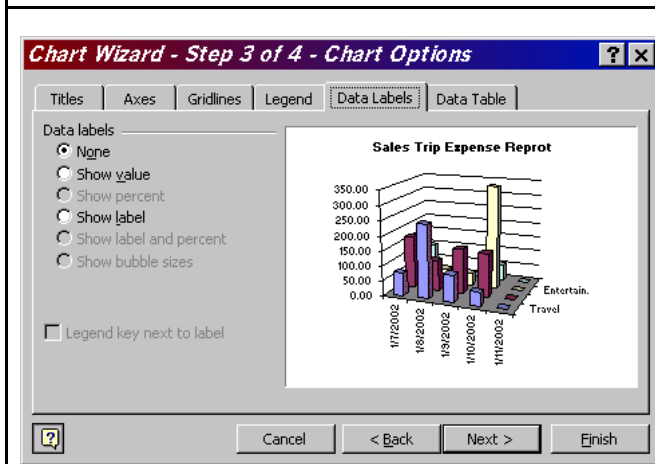 Chart Wizard - Step 3 of 4 - Chart Options
Titles Axes Gridlines Legend Data Labels Data Table
Data labels
None
Show value
Show percent
Show label
Show label and percent
Show bubble sizes
Legend key next to label
Sales Trip Expense Reprot
350.00
300.00
250.00
200.00
150.00
100.00
50.00
0.00
1/7/2002
1/8/2002
1/9/2002
1/10/2002
1/11/2002
Entertain.
Travel
Cancel < Back Next > Finish